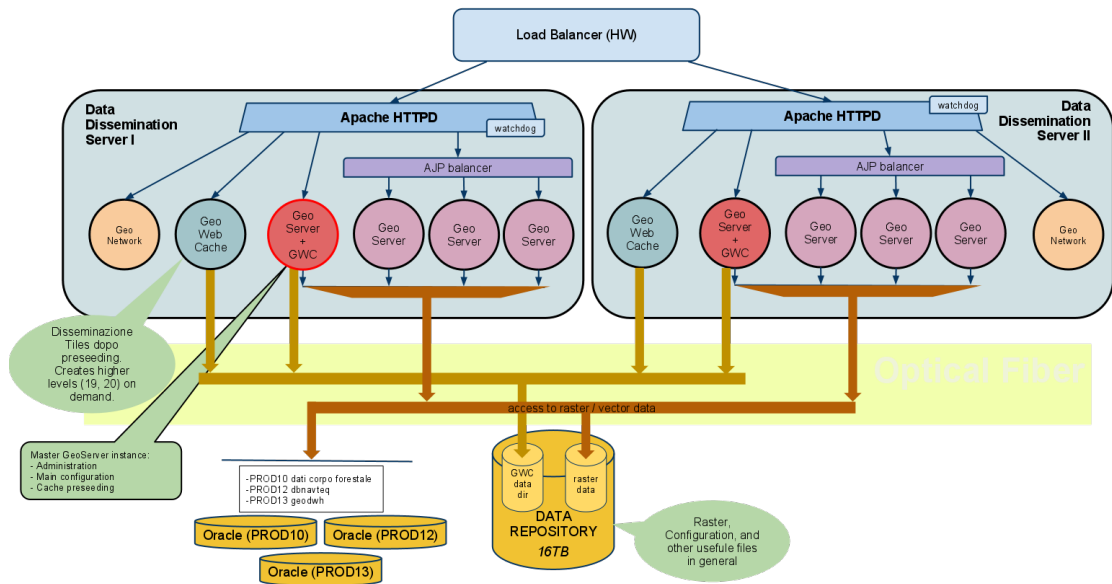 Load Balancer (HW)
Data
Dissemination
Server I
Apache HTTPD
watchdog
AJP balancer
Geo
Network
Geo
Web
Cache
Geo
Server
+
GWC
Geo
Server
Geo
Server
Geo
Server
Data
Dissemination
Server II
Apache HTTPD
watchdog
AJP balancer
Geo
Web
Cache
Geo
Server
+
GWC
Geo
Server
Geo
Server
Geo
Server
Geo
Network
Disseminazione
Tiles dopo
preseeding.
Creates higher
levels (19, 20) on
demand.
Optical Fiber
access to raster / vector data
Master GeoServer instance:
- Administration
- Main configuration
- Cache preseeding
-PROD10 dati corpo forestale
-PROD12 dbnavteq
-PROD13 geodwh
Oracle (PROD10)
Oracle (PROD12)
Oracle (PROD13)
GWC
data
dir
raster
data
DATA
REPOSITORY
16TB
Raster,
Configuration, and
other usefule files
in general